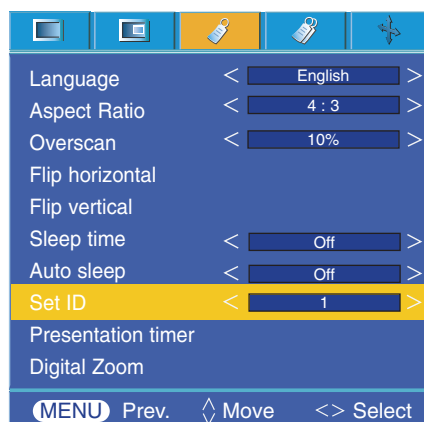 Language < English >
Aspect Ratio < 4 : 3 >
Overscan < 10% >
Flip horizontal
Flip vertical
Sleep time < Off >
Auto sleep < Off >
Set ID < 1 >
Presentation timer
Digital Zoom
MENU Prev. Move <> Select